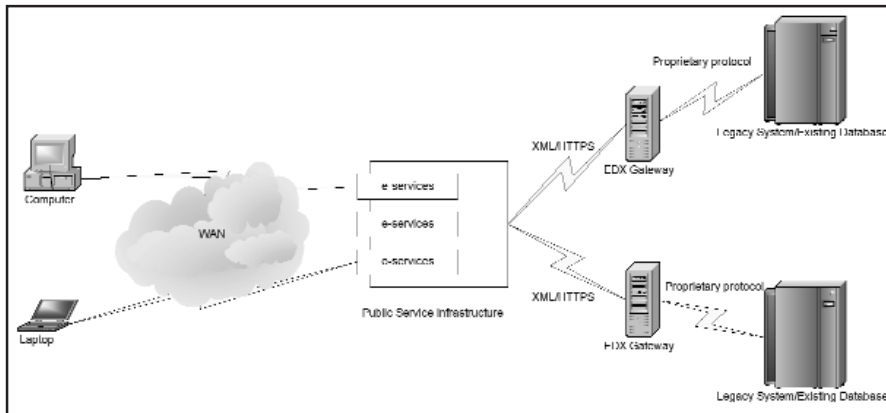 Proprietary protocol
Legacy System/Existing Database
XML/HTTPS
EDX Gateway
Computer
e services
WAN
e-services
e-services
Public Service Infrastructure
Laptop
XML/HTTPS
EDX Gateway
Proprietary protocol
Legacy System/Existing Database